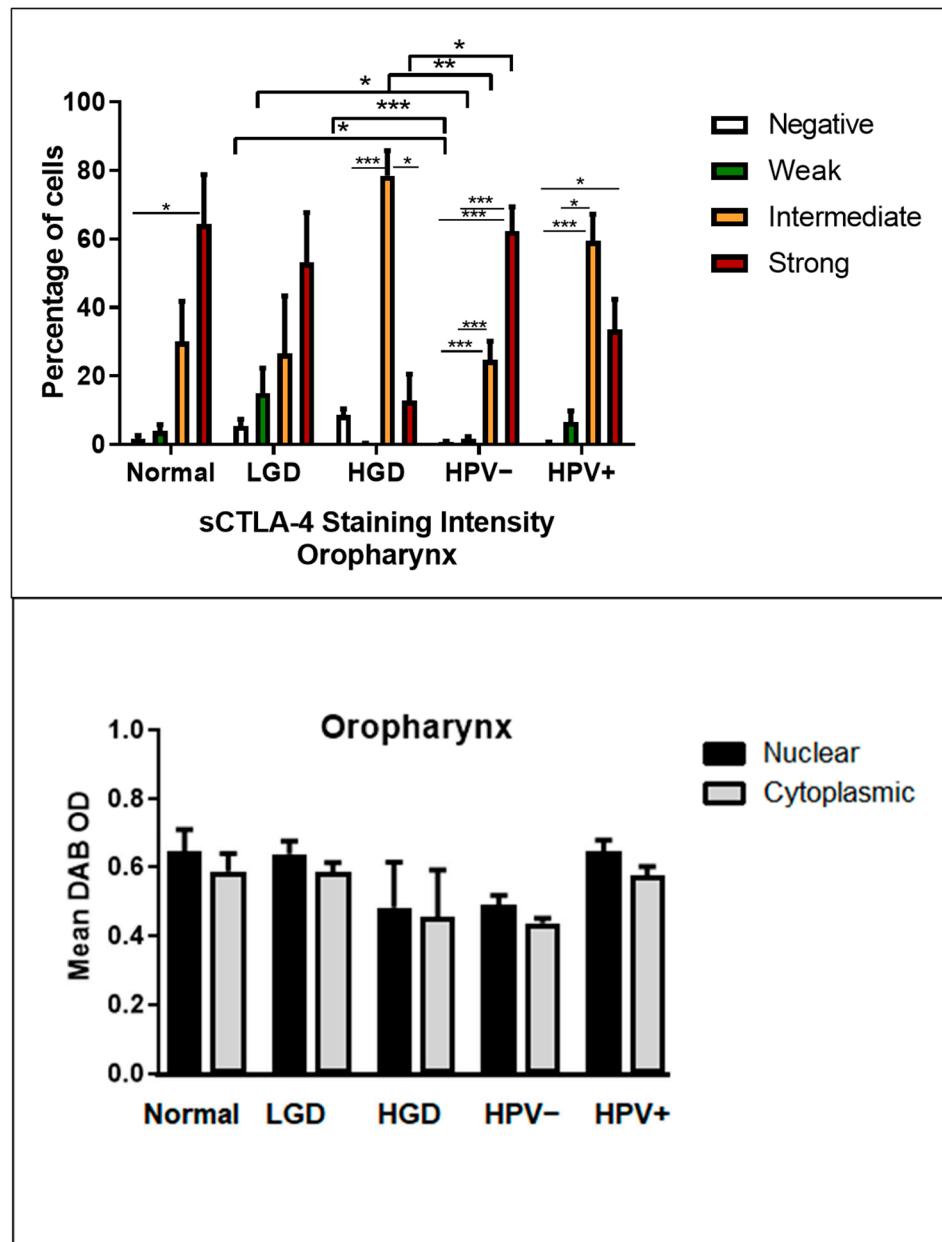 *
**
*
***
*
100
80
60
40
20
0
Percentage of cells
Negative
Weak
Intermediate
Strong
*
*** *
***
***
***
***
*
*
***
Normal LGD HGD HPV− HPV+
sCTLA-4 Staining Intensity
Oropharynx
Oropharynx
1.0
0.8
0.6
0.4
0.2
0.0
Mean DAB OD
Nuclear
Cytoplasmic
Normal LGD HGD HPV− HPV+